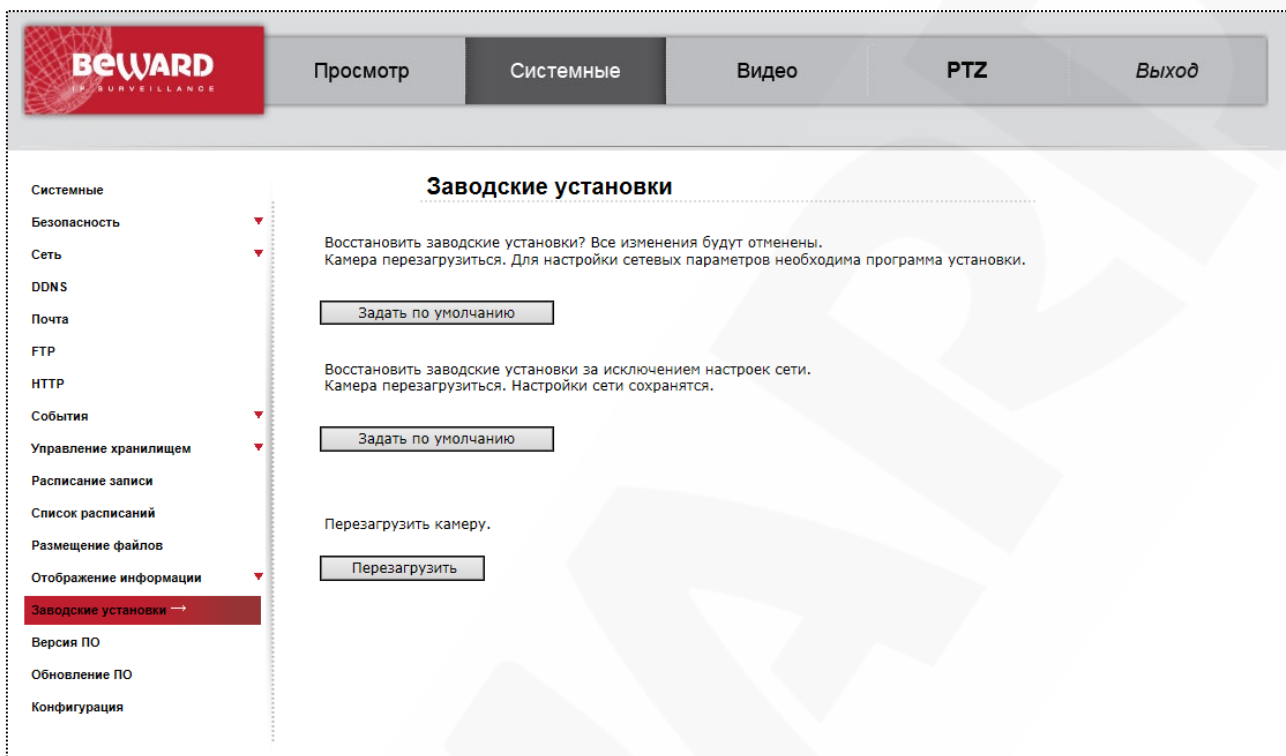 BEWARD
IP SURVEILLANCE
Просмотр
Системные
Видео
PTZ
Выход
Системные
Безопасность
Сеть
DDNS
Почта
FTP
HTTP
События
Управление хранилищем
Расписание записи
Список расписаний
Размещение файлов
Отображение информации
Заводские установки →
Версия ПО
Обновление ПО
Конфигурация
Заводские установки
Восстановить заводские установки? Все изменения будут отменены.
Камера перезагрузиться. Для настройки сетевых параметров необходима программа установки.
Задать по умолчанию
Восстановить заводские установки за исключением настроек сети.
Камера перезагрузиться. Настройки сети сохранятся.
Задать по умолчанию
Перезагрузить камеру.
Перезагрузить